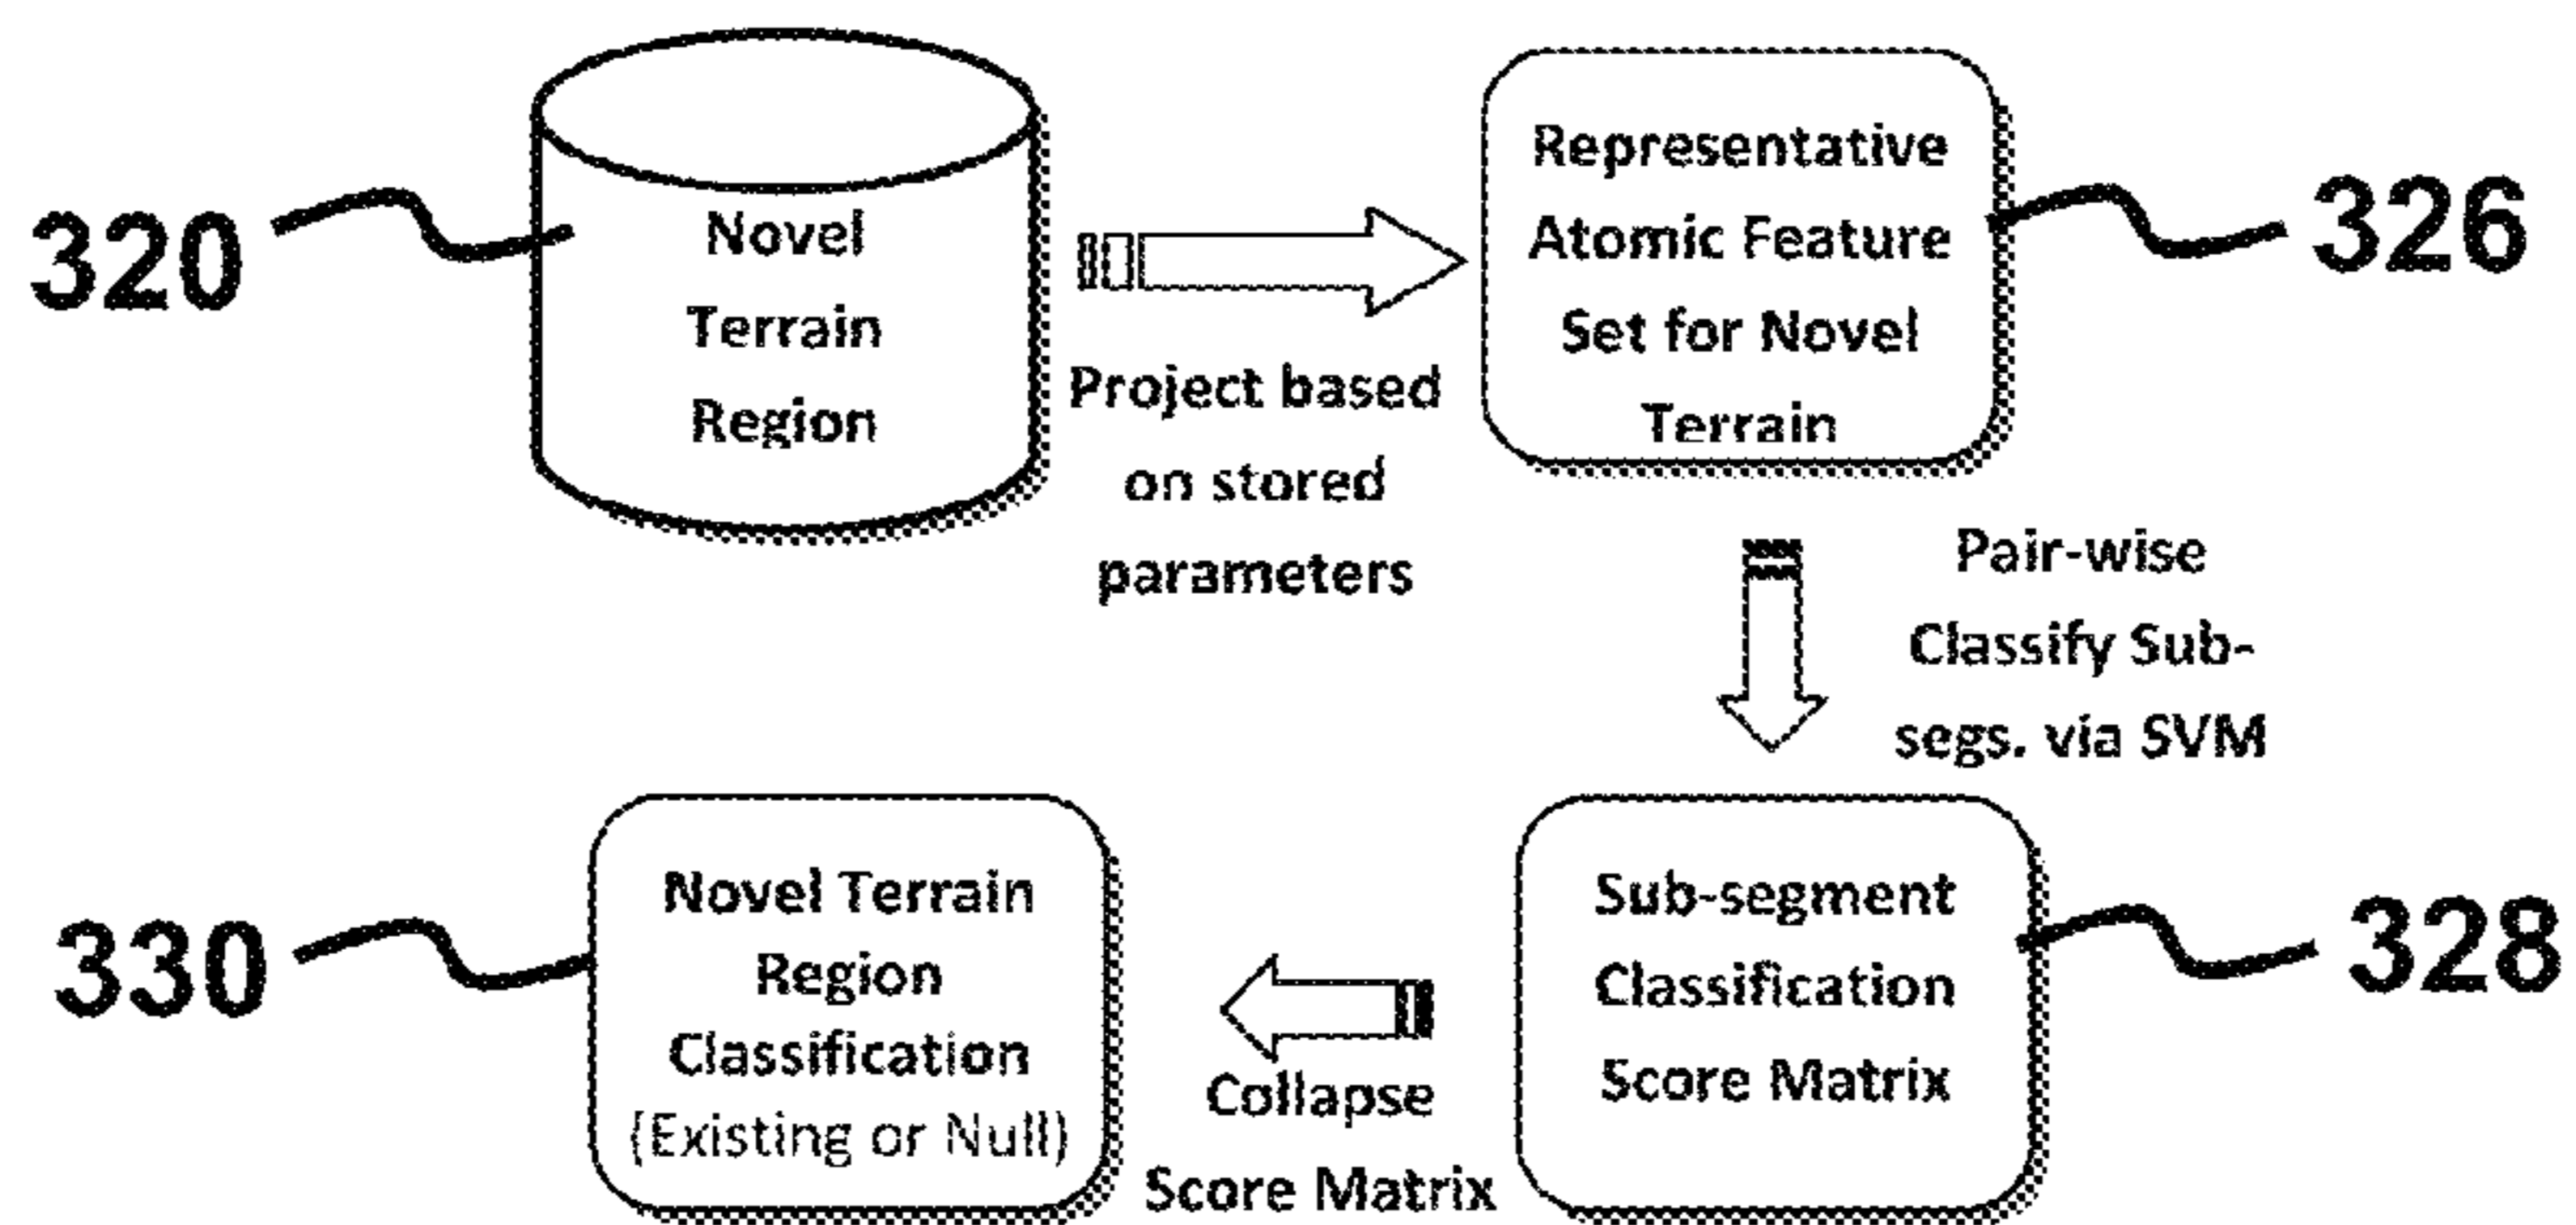 320
Novel
Terrain
Region
Project based
on stored
parameters
Representative
Atomic Feature
Set for Novel
Terrain
326
Pair-wise
Classify Sub-
segs. via SVM
Sub-segment
Classification
Score Matrix
328
Collapse
Score Matrix
Novel Terrain
Region
Classification
(Existing or Null)
330